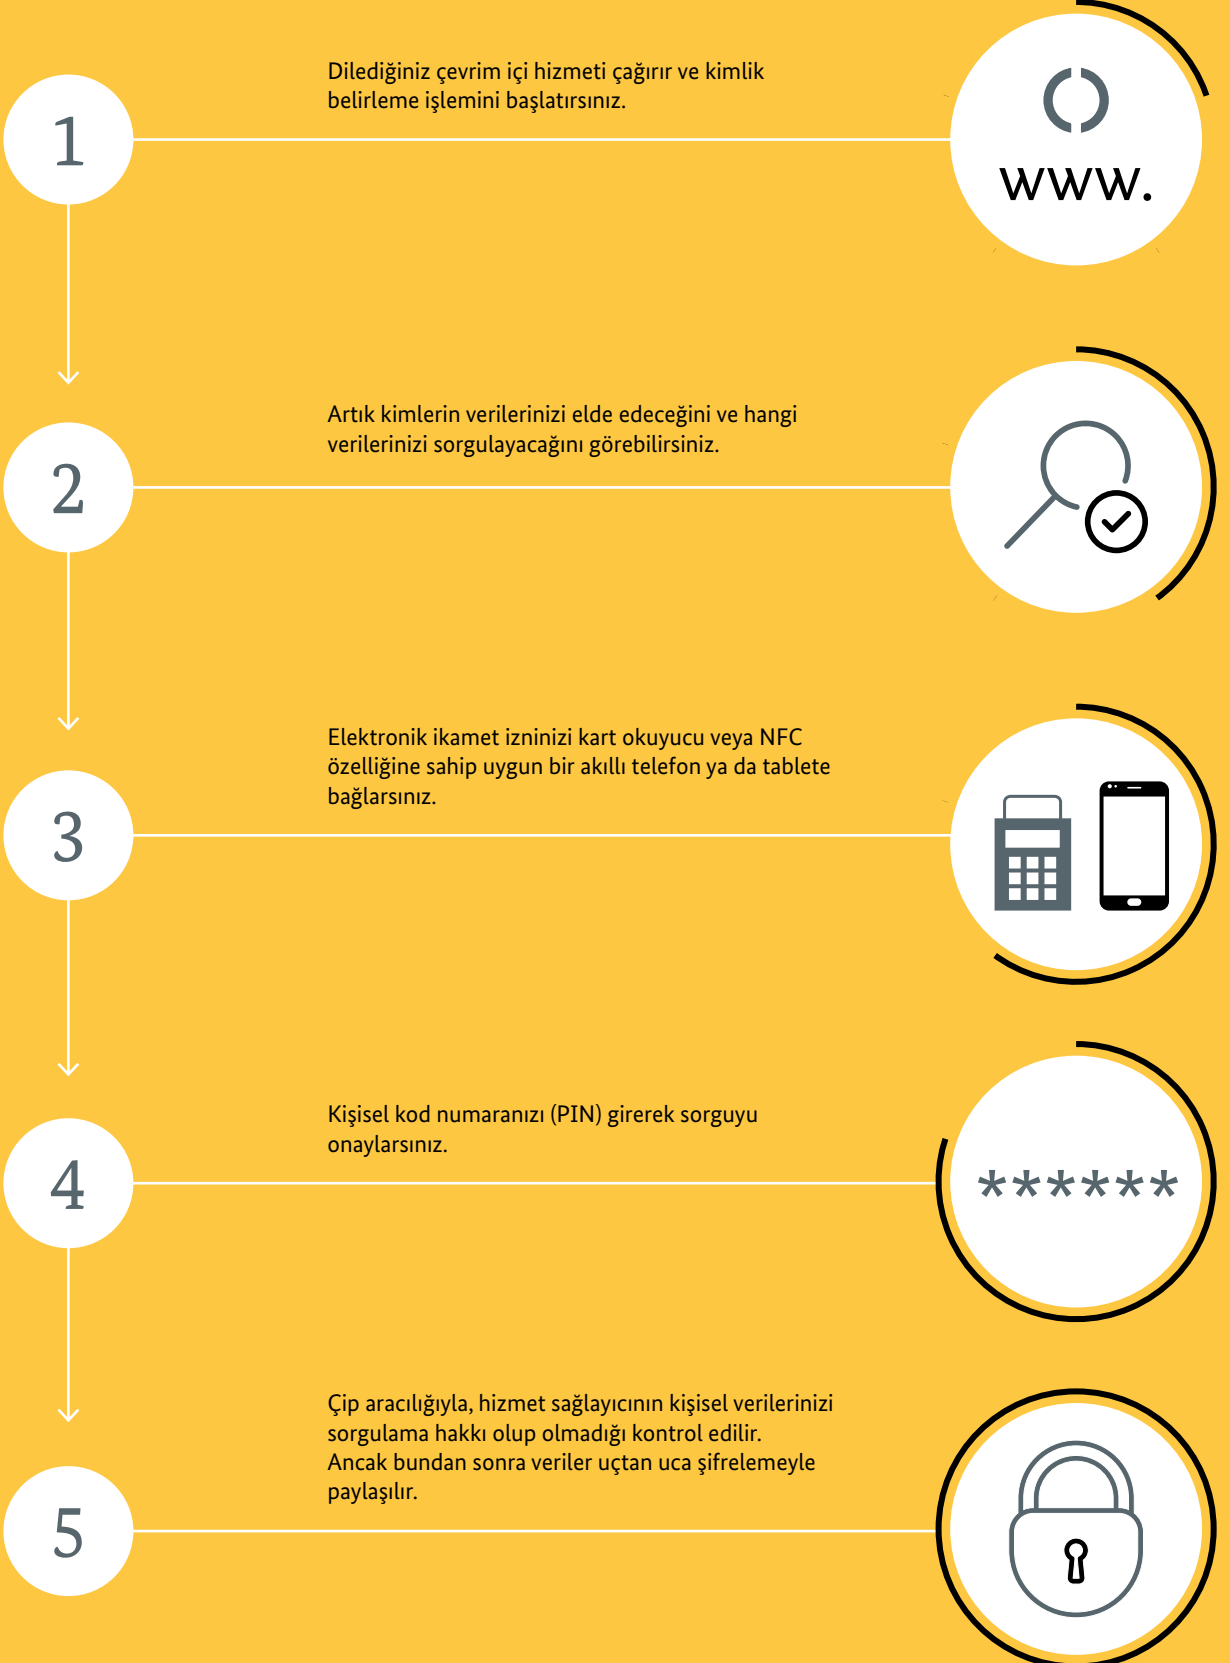 Dilediğiniz çevrim içi hizmeti çağırır ve kimlik
belirleme işlemini başlatırsınız.
1
www.
Artık kimlerin verilerinizi elde edeceğini ve hangi
verilerinizi sorgulayacağını görebilirsiniz.
2
Elektronik ikamet izninizi kart okuyucu veya NFC
özelliğine sahip uygun bir akıllı telefon ya da tablete
bağlarsınız.
3
Kişisel kod numaranızı (PIN) girerek sorguyu
onaylarsınız.
4
******
Çip aracılığıyla, hizmet sağlayıcının kişisel verilerinizi
sorgulama hakkı olup olmadığı kontrol edilir.
Ancak bundan sonra veriler uçtan uca şifrelemeyle
paylaşılır.
5